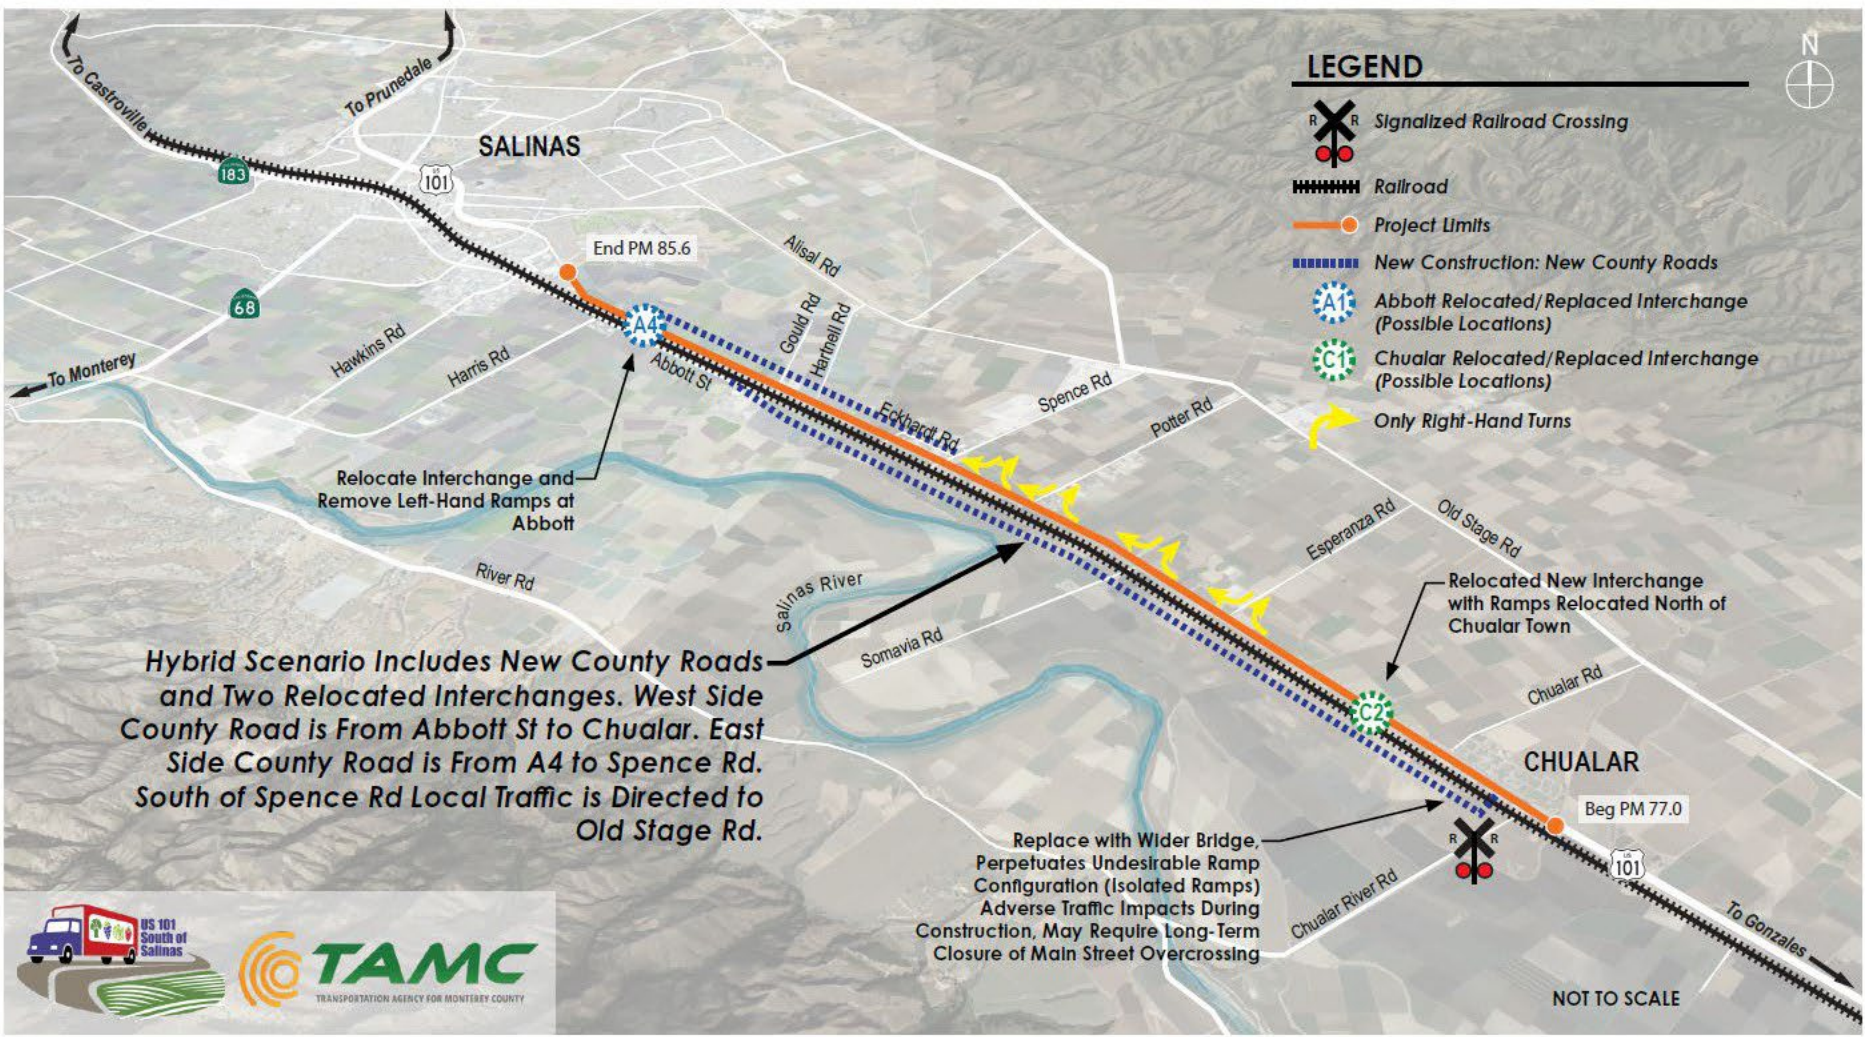 To Castroville
To Prunedale
SALINAS
183
US
101
68
To Monterey
End PM 85.6
A4
Alisal Rd
Gould Rd
Hartnell Rd
Hawkins Rd
Harris Rd
Abbott St
Eckhardt Rd
Spence Rd
Potter Rd
Esperanza Rd
Old Stage Rd
LEGEND
N
R R
Signalized Railroad Crossing
Railroad
Project Limits
New Construction: New County Roads
A1
Abbott Relocated/Replaced Interchange
(Possible Locations)
C1
Chualar Relocated/Replaced Interchange
(Possible Locations)
Only Right-Hand Turns
Relocate Interchange and
Remove Left-Hand Ramps at
Abbott
River Rd
Salinas River
Somavia Rd
Relocated New Interchange
with Ramps Relocated North of
Chualar Town
Hybrid Scenario Includes New County Roads
and Two Relocated Interchanges. West Side
County Road is From Abbott St to Chualar. East
Side County Road is From A4 to Spence Rd.
South of Spence Rd Local Traffic is Directed to
Old Stage Rd.
C2
Chualar Rd
CHUALAR
Beg PM 77.0
R R
US
101
Replace with Wider Bridge,
Perpetuates Undesirable Ramp
Configuration (Isolated Ramps)
Adverse Traffic Impacts During
Construction, May Require Long-Term
Closure of Main Street Overcrossing
Chualar River Rd
To Gonzales
NOT TO SCALE
US 101
South of
Salinas
TAMC
TRANSPORTATION AGENCY FOR MONTEREY COUNTY